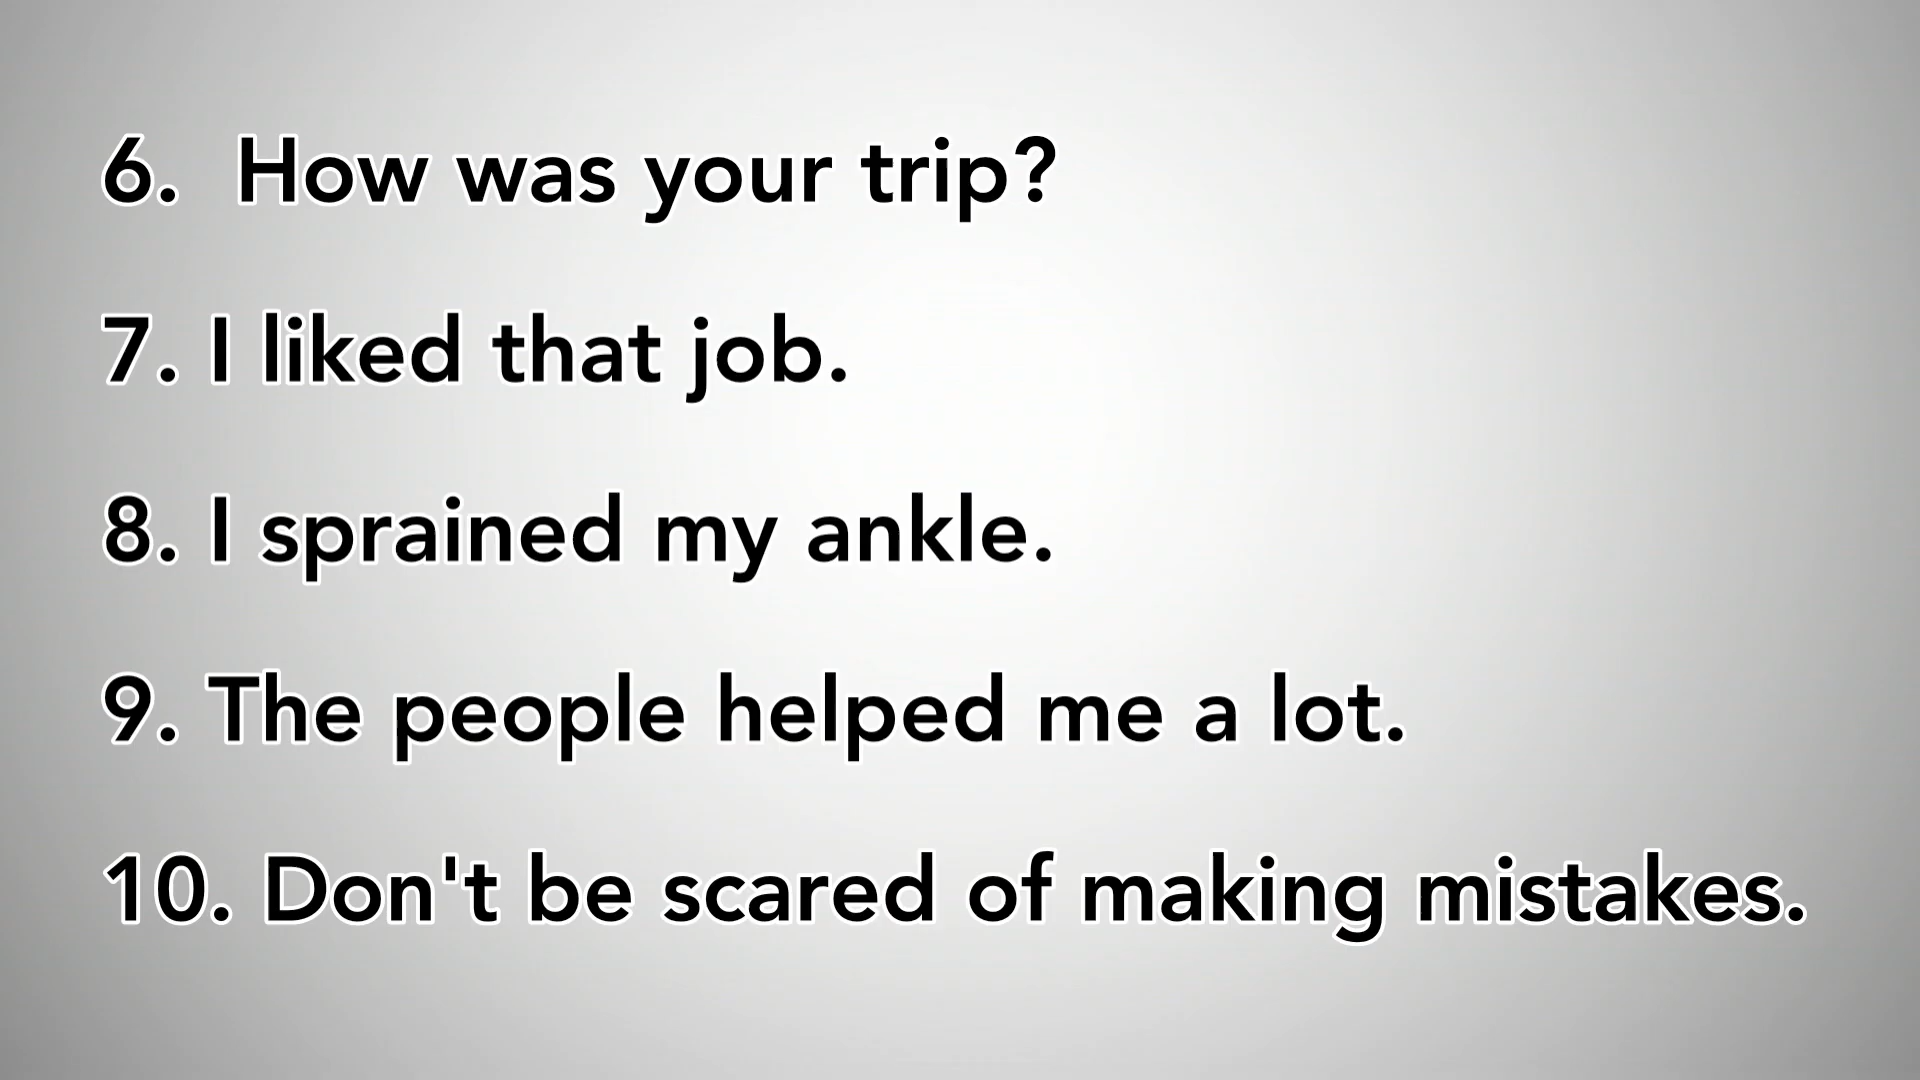 6. How was your trip?
7. I liked that job.
8. I sprained my ankle.
9. The people helped me a lot.
10. Don't be scared of making mistakes.